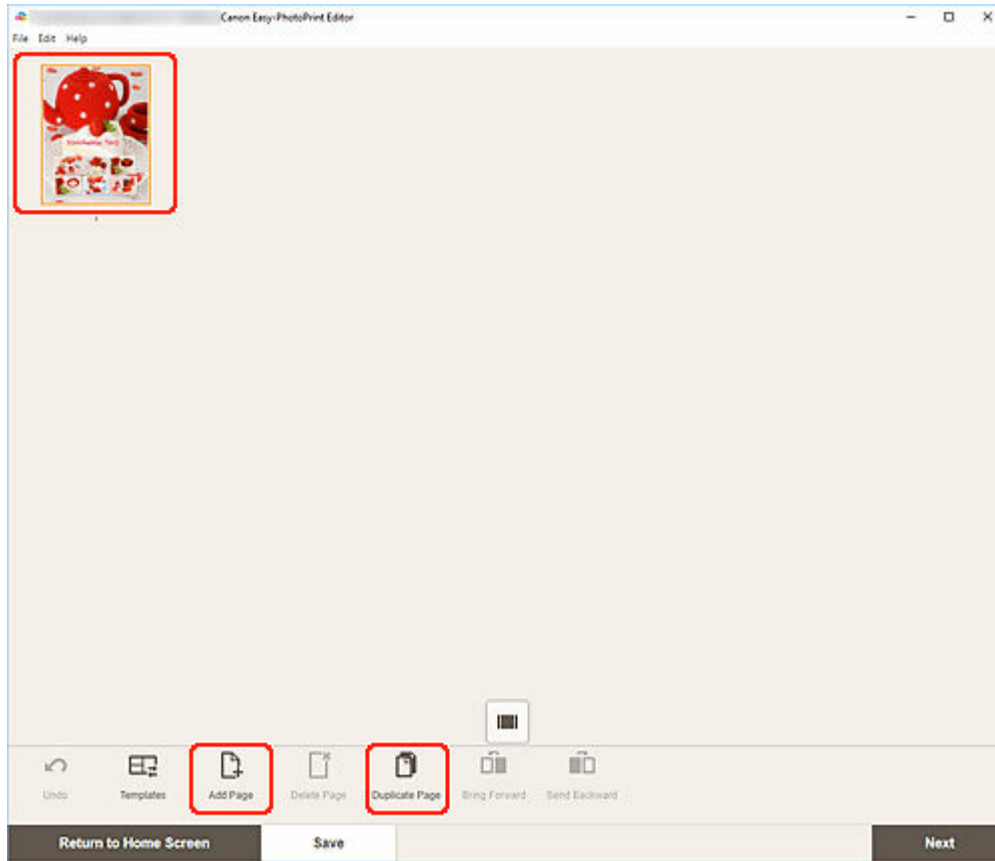 Canon Easy-PhotoPrint Editor
File Edit Help
1
Undo Templates Add Page Delete Page Duplicate Page Bring Forward Send Backward
Return to Home Screen Save Next